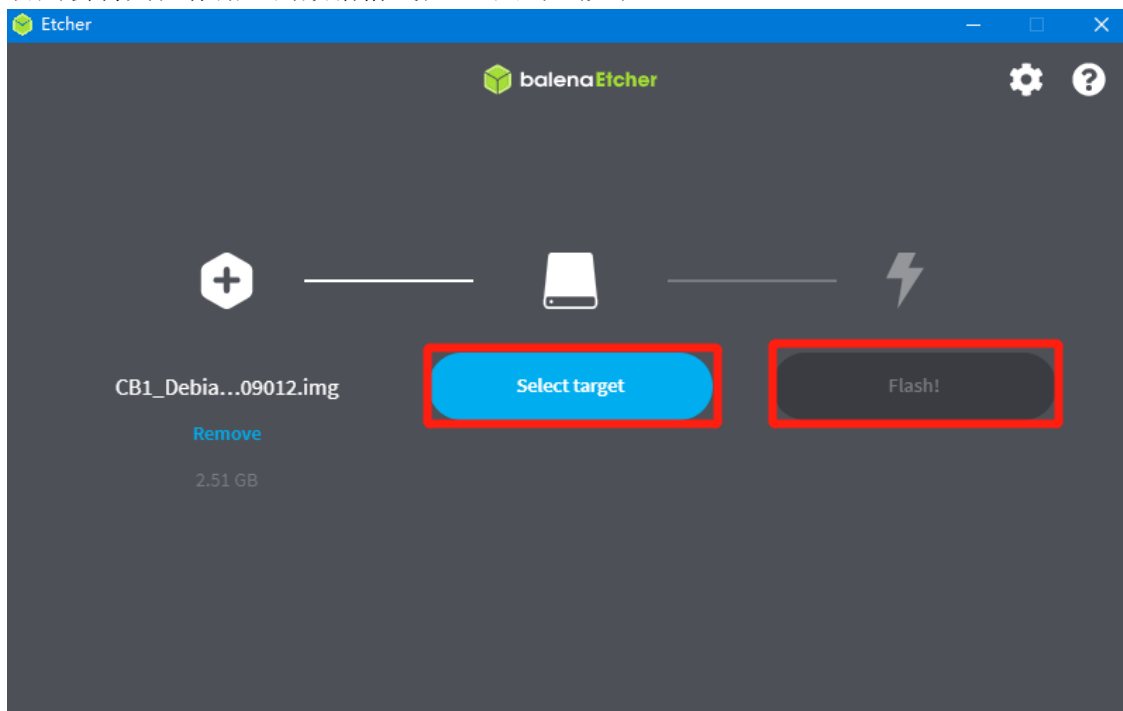 Etcher
balenaEtcher
CB1_Debia...09012.img
Select target
Flash!
Remove
2.51 GB